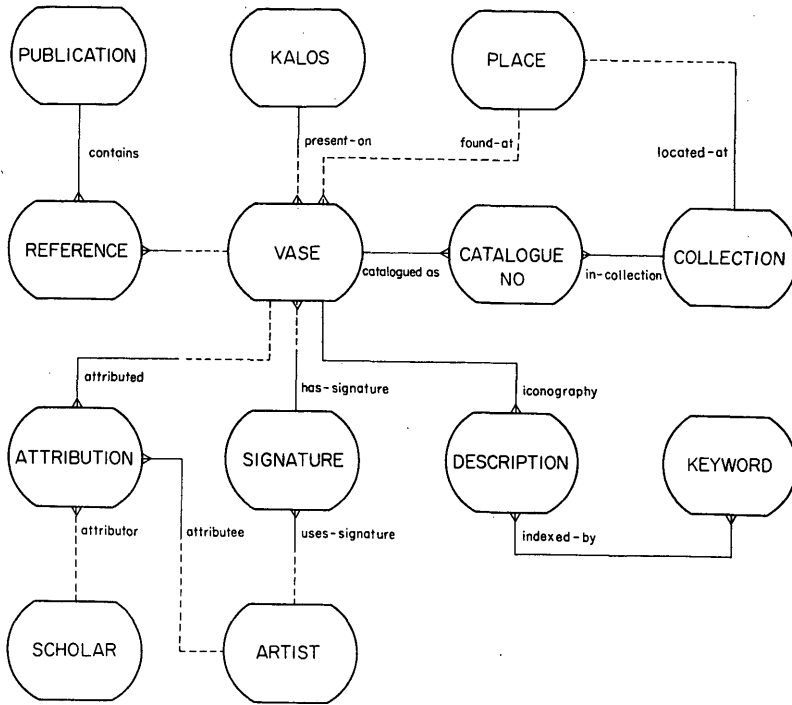 PUBLICATION
KALOS
PLACE
contains
present-on
found-at
located-at
REFERENCE
VASE
CATALOGUE
NO
COLLECTION
catalogued as
in-collection
attributed
has-signature
iconography
ATTRIBUTION
SIGNATURE
DESCRIPTION
KEYWORD
attributor
attributee
uses-signature
indexed-by
SCHOLAR
ARTIST